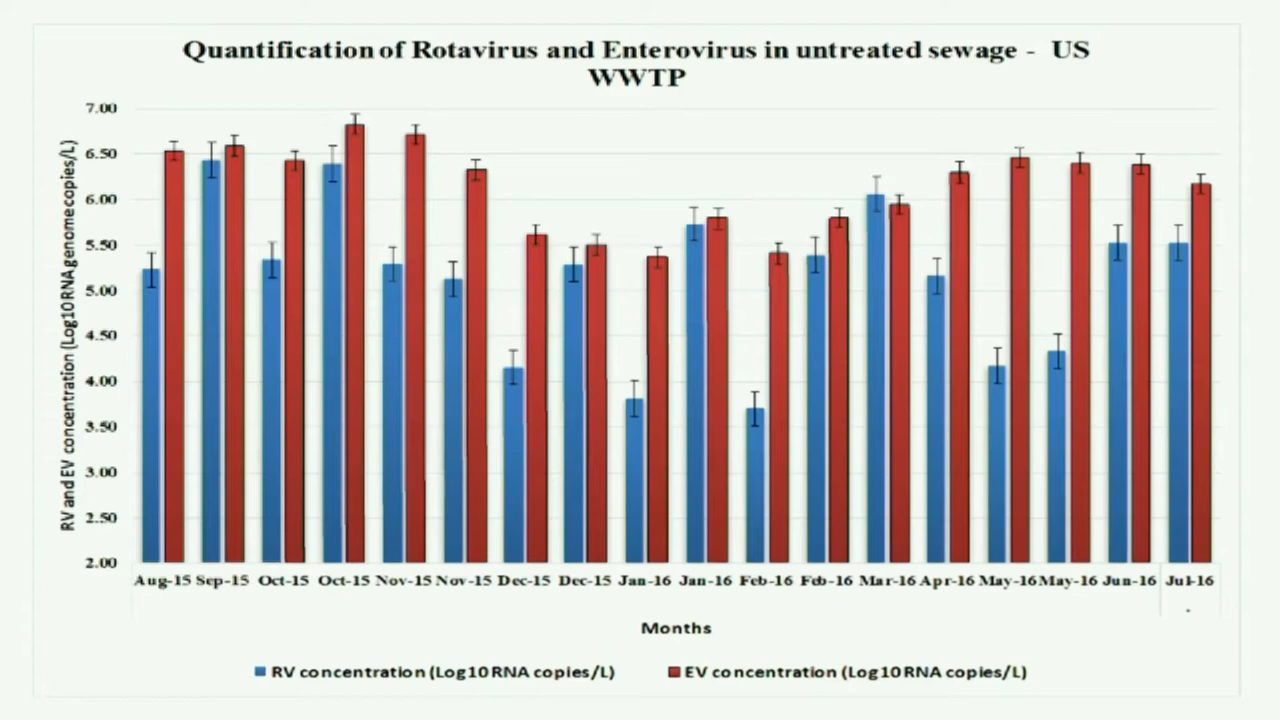 Quantification of Rotavirus and Enterovirus in untreated sewage - US
WWTP
RV and EV concentration (Log10 RNA genome copies/L)
7.00
6.50
6.00
5.50
5.00
4.50
4.00
3.50
3.00
2.50
2.00
Aug-15 Sep-15 Oct-15 Oct-15 Nov-15 Nov-15 Dec-15 Dec-15 Jan-16 Jan-16 Feb-16 Feb-16 Mar-16 Apr-16 May-16 May-16 Jun-16 Jul-16
.
Months
RV concentration (Log10 RNA copies/L) EV concentration (Log10 RNA copies/L)